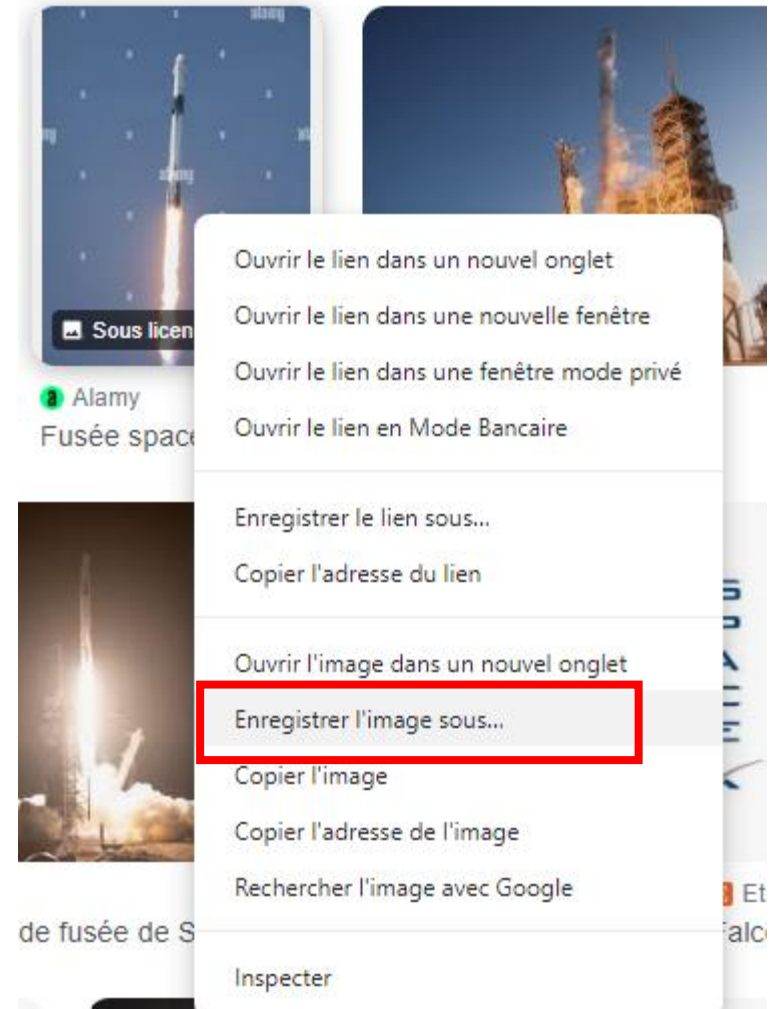 alamy
alamy
Sous licen
a Alamy
Fusée space
Ouvrir le lien dans un nouvel onglet
Ouvrir le lien dans une nouvelle fenêtre
Ouvrir le lien dans une fenêtre mode privé
Ouvrir le lien en Mode Bancaire
Enregistrer le lien sous...
Copier l'adresse du lien
Ouvrir l'image dans un nouvel onglet
Enregistrer l'image sous...
Copier l'image
Copier l'adresse de l'image
Rechercher l'image avec Google
Inspecter
de fusée de S
Et
alc